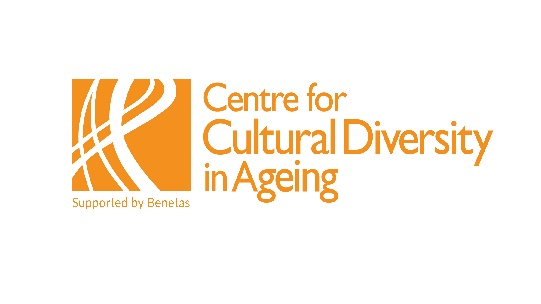 Centre for
Cultural Diversity
in Ageing
Supported by Benetas